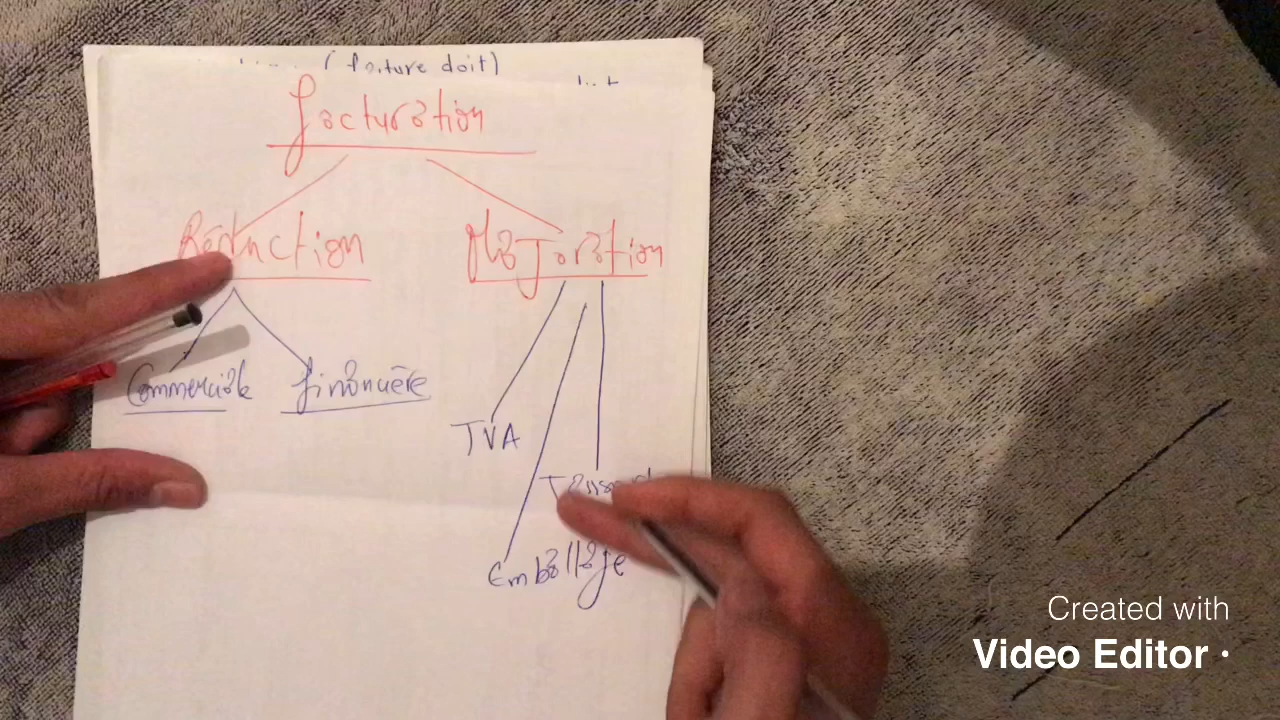 (facture doit)
Facturation
Réduction Majoration
Commerciale financière
TVA
Emballage
Created with
Video Editor